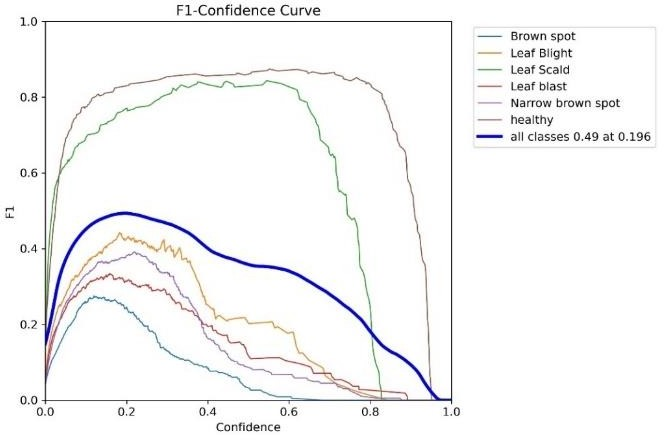 F1-Confidence Curve
1.0
0.8
0.6
0.4
0.2
0.0
F1
0.0 0.2 0.4 0.6 0.8 1.0
Confidence
Brown spot
Leaf Blight
Leaf Scald
Leaf blast
Narrow brown spot
healthy
all classes 0.49 at 0.196